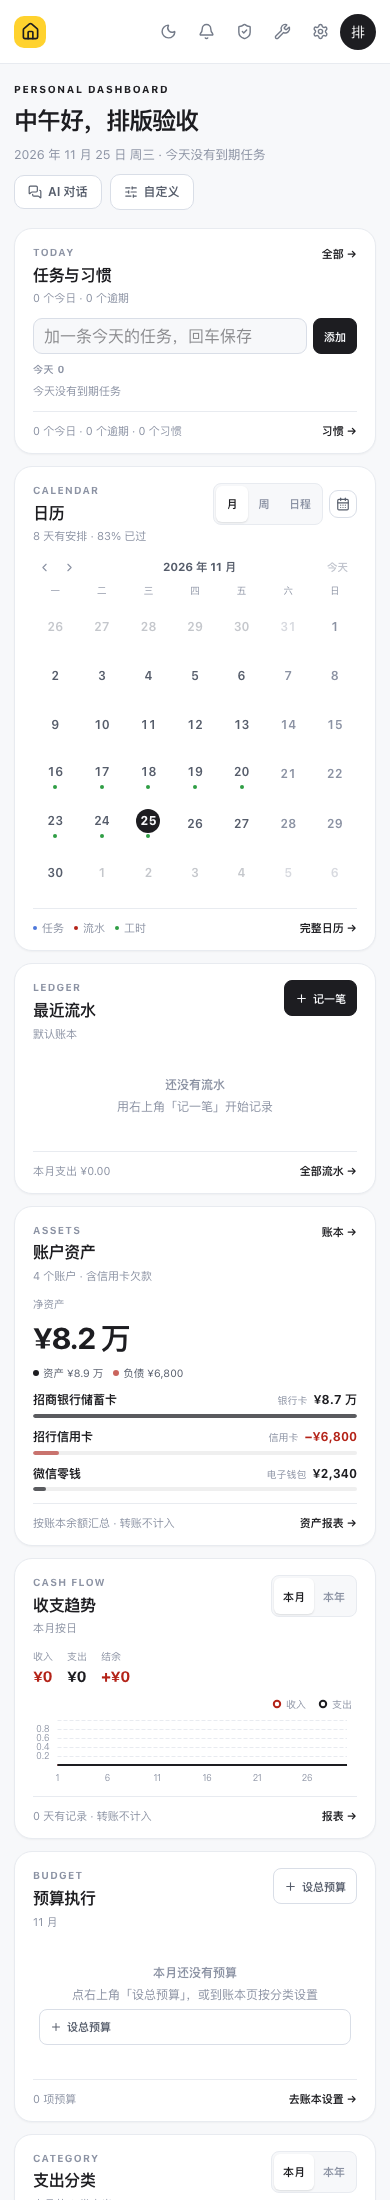 排
PERSONAL DASHBOARD
中午好，排版验收
2026 年 11 月 25 日 周三 · 今天没有到期任务
AI 对话 自定义
TODAY
全部 →
任务与习惯
0 个今日 · 0 个逾期
加一条今天的任务，回车保存 添加
今天 0
今天没有到期任务
0 个今日 · 0 个逾期 · 0 个习惯 习惯 →
CALENDAR
日历
月 周 日程
8 天有安排 · 83% 已过
2026 年 11 月 今天
一 二 三 四 五 六 日
26 27 28 29 30 31 1
2 3 4 5 6 7 8
9 10 11 12 13 14 15
16 17 18 19 20 21 22
23 24 25 26 27 28 29
30 1 2 3 4 5 6
任务 流水 工时 完整日历 →
LEDGER
最近流水
+ 记一笔
默认账本
还没有流水
用右上角「记一笔」开始记录
本月支出 ¥0.00 全部流水 →
ASSETS
账本 →
账户资产
4 个账户 · 含信用卡欠款
净资产
¥8.2 万
资产 ¥8.9 万 负债 ¥6,800
招商银行储蓄卡 银行卡 ¥8.7 万
招行信用卡 信用卡 −¥6,800
微信零钱 电子钱包 ¥2,340
按账本余额汇总 · 转账不计入 资产报表 →
CASH FLOW
收支趋势
本月 本年
本月按日
收入 支出 结余
¥0 ¥0 +¥0
收入 支出
0.8
0.6
0.4
0.2
1 6 11 16 21 26
0 天有记录 · 转账不计入 报表 →
BUDGET
预算执行
+ 设总预算
11 月
本月还没有预算
点右上角「设总预算」，或到账本页按分类设置
+ 设总预算
0 项预算 去账本设置 →
CATEGORY
支出分类
本月 本年